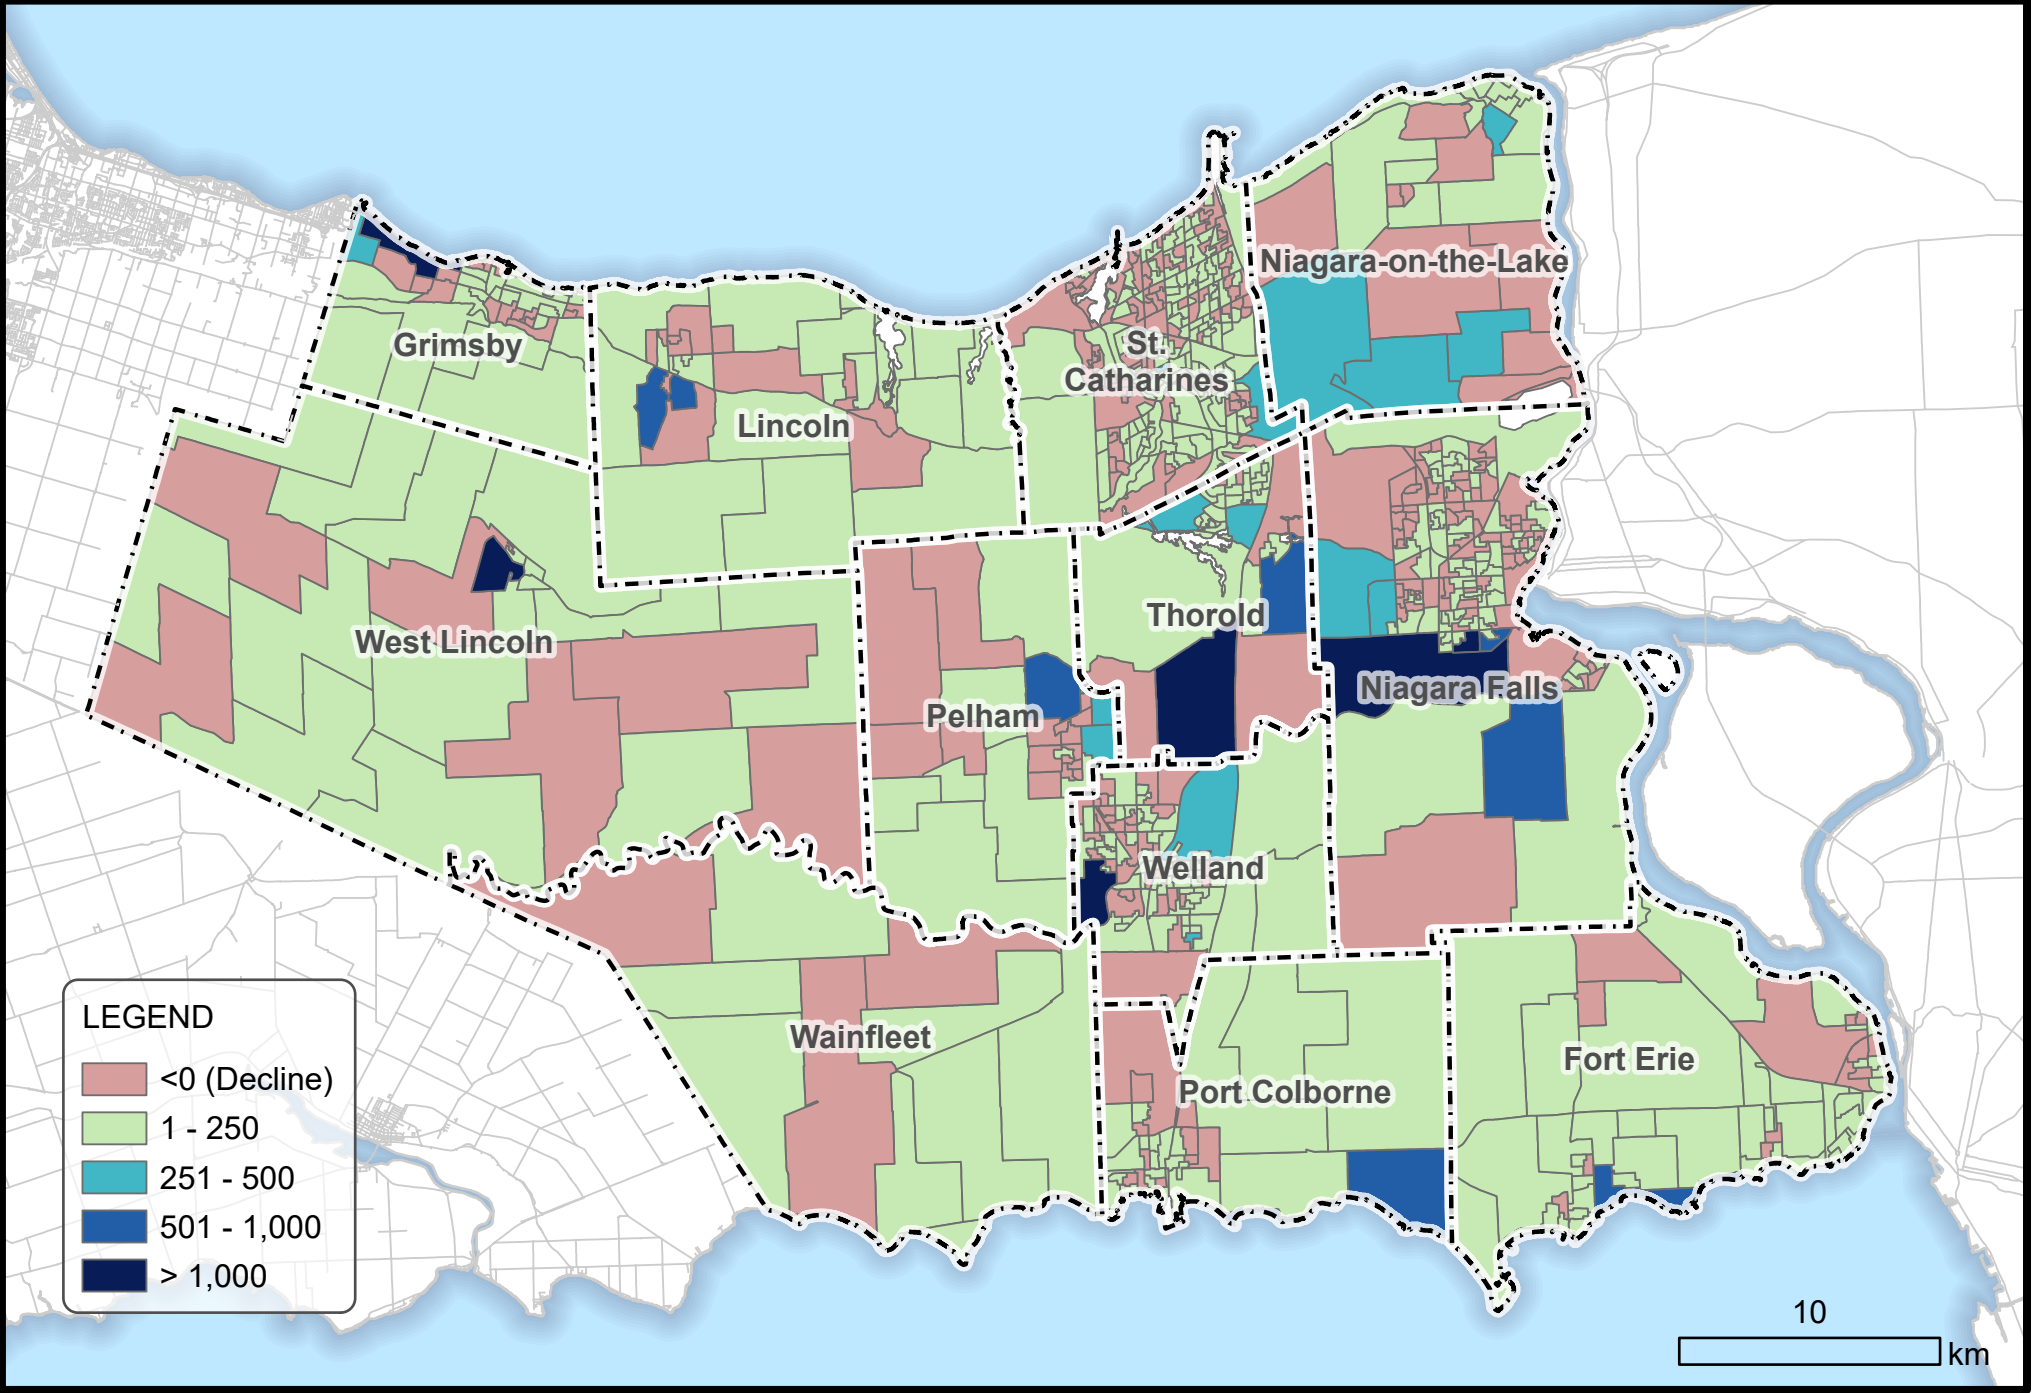 Niagara-on-the-Lake
Grimsby
St.
Catharines
Lincoln
Thorold
West Lincoln
Niagara Falls
Pelham
Welland
Wainfleet
Fort Erie
Port Colborne
LEGEND
<0 (Decline)
1 - 250
251 - 500
501 - 1,000
> 1,000
10
km